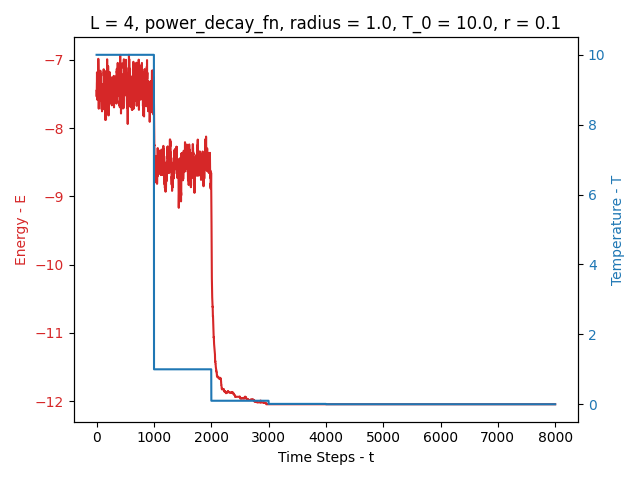 L = 4, power_decay_fn, radius = 1.0, T_0 = 10.0, r = 0.1
−7
−8
−9
−10
−11
−12
Energy - E
10
8
6
4
2
0
Temperature - T
0 1000 2000 3000 4000 5000 6000 7000 8000
Time Steps - t